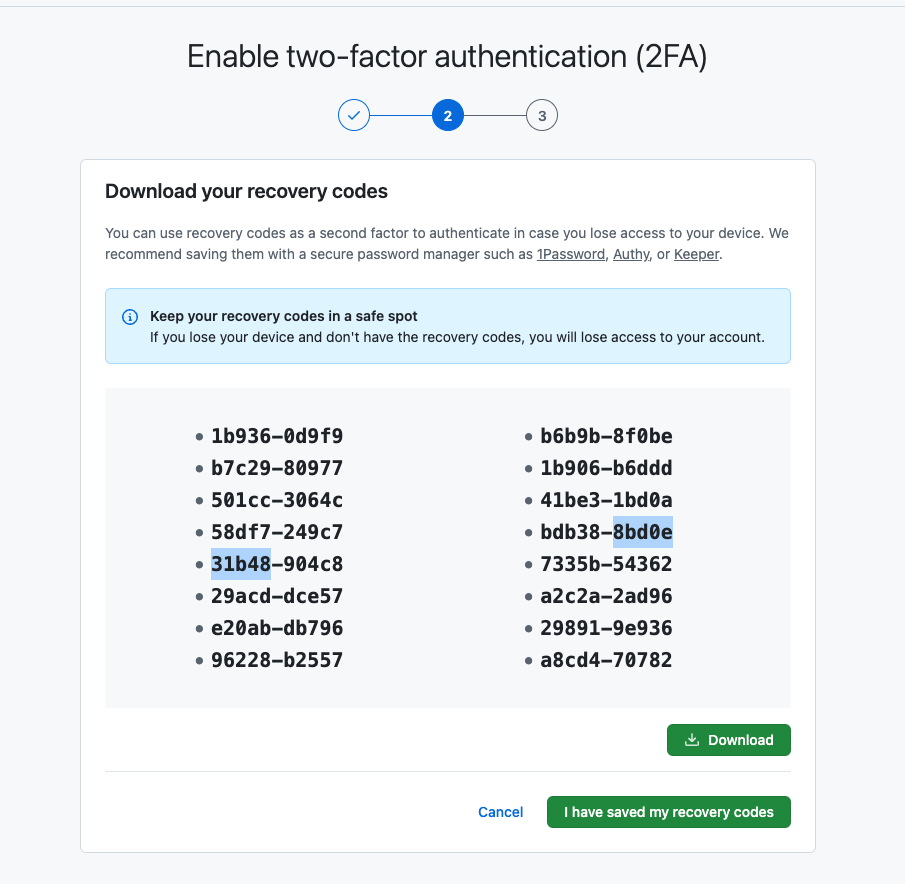 Enable two-factor authentication (2FA)
2
3
Download your recovery codes
You can use recovery codes as a second factor to authenticate in case you lose access to your device. We
recommend saving them with a secure password manager such as 1Password, Authy, or Keeper.
Keep your recovery codes in a safe spot
If you lose your device and don't have the recovery codes, you will lose access to your account.
1b936-0d9f9
b7c29-80977
501cc-3064c
58df7-249c7
31b48-904c8
29acd-dce57
e20ab-db796
96228-b2557
b6b9b-8f0be
1b906-b6ddd
41be3-1bd0a
bdb38-8bd0e
7335b-54362
a2c2a-2ad96
29891-9e936
a8cd4-70782
Download
Cancel
I have saved my recovery codes